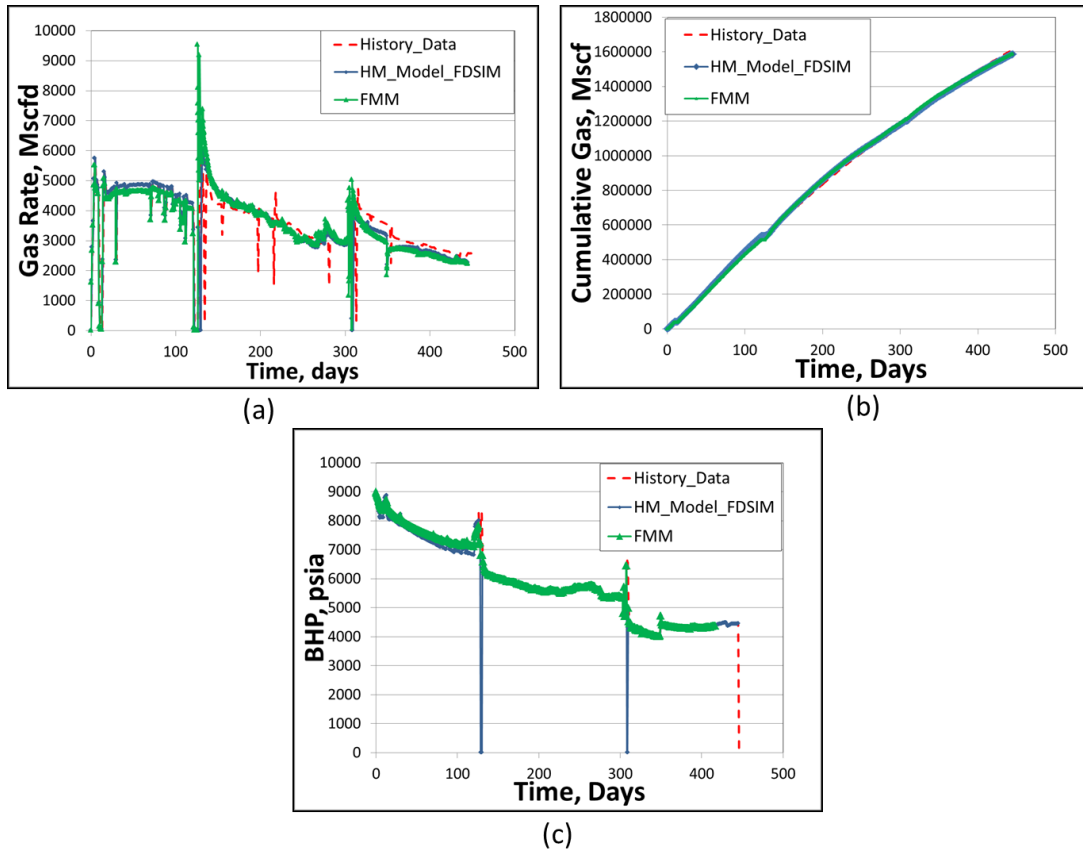 Gas Rate, Mscfd
10000
9000
8000
7000
6000
5000
4000
3000
2000
1000
0
History_Data
HM_Model_FDSIM
FMM
0 100 200 300 400 500
Time, days
(a)
Cumulative Gas, Mscf
1800000
1600000
1400000
1200000
1000000
800000
600000
400000
200000
0
History_Data
HM_Model_FDSIM
FMM
0 100 200 300 400 500
Time, Days
(b)
BHP, psia
10000
9000
8000
7000
6000
5000
4000
3000
2000
1000
0
History_Data
HM_Model_FDSIM
FMM
0 100 200 300 400 500
Time, Days
(c)